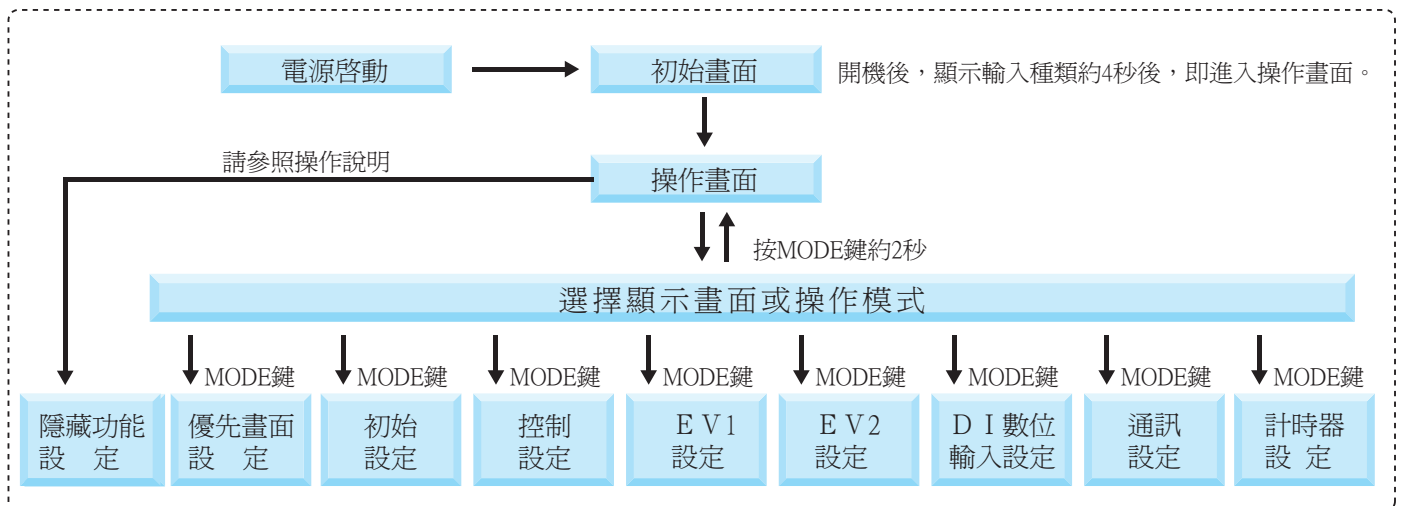 電源啓動
初始畫面
開機後，顯示輸入種類約4秒後，即進入操作畫面。
請參照操作說明
操作畫面
按MODE鍵約2秒
選擇顯示畫面或操作模式
MODE鍵 MODE鍵 MODE鍵 MODE鍵 MODE鍵 MODE鍵 MODE鍵 MODE鍵
隱藏功能
設 定
優先畫面
設 定
初始
設定
控制
設定
ＥＶ1
設定
ＥＶ2
設定
ＤＩ數位
輸入設定
通訊
設定
計時器
設 定